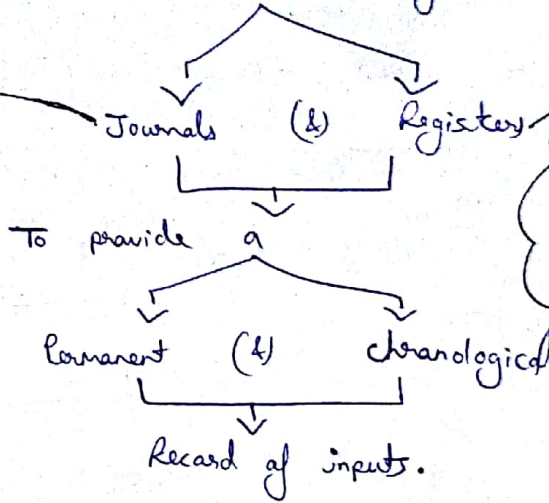 Journals (&) Registers
To provide a
Permanent (&) chronological
Record of inputs.